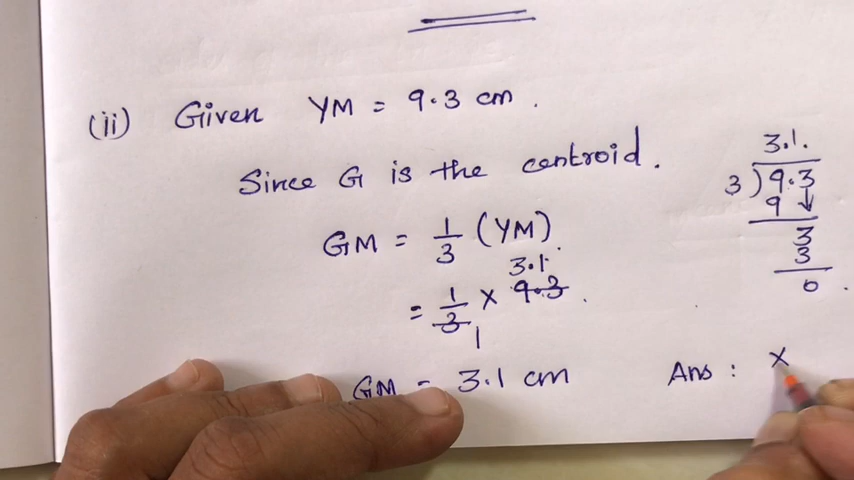 (ii) Given YM = 9.3 cm.
Since G is the centroid.
GM = 1/3 (YM).
3.1
= 1/3 × 9.3.
1
GM = 3.1 cm
Ans : X
3.1.
3 ) 9.3
9 ↓
3
3
0.